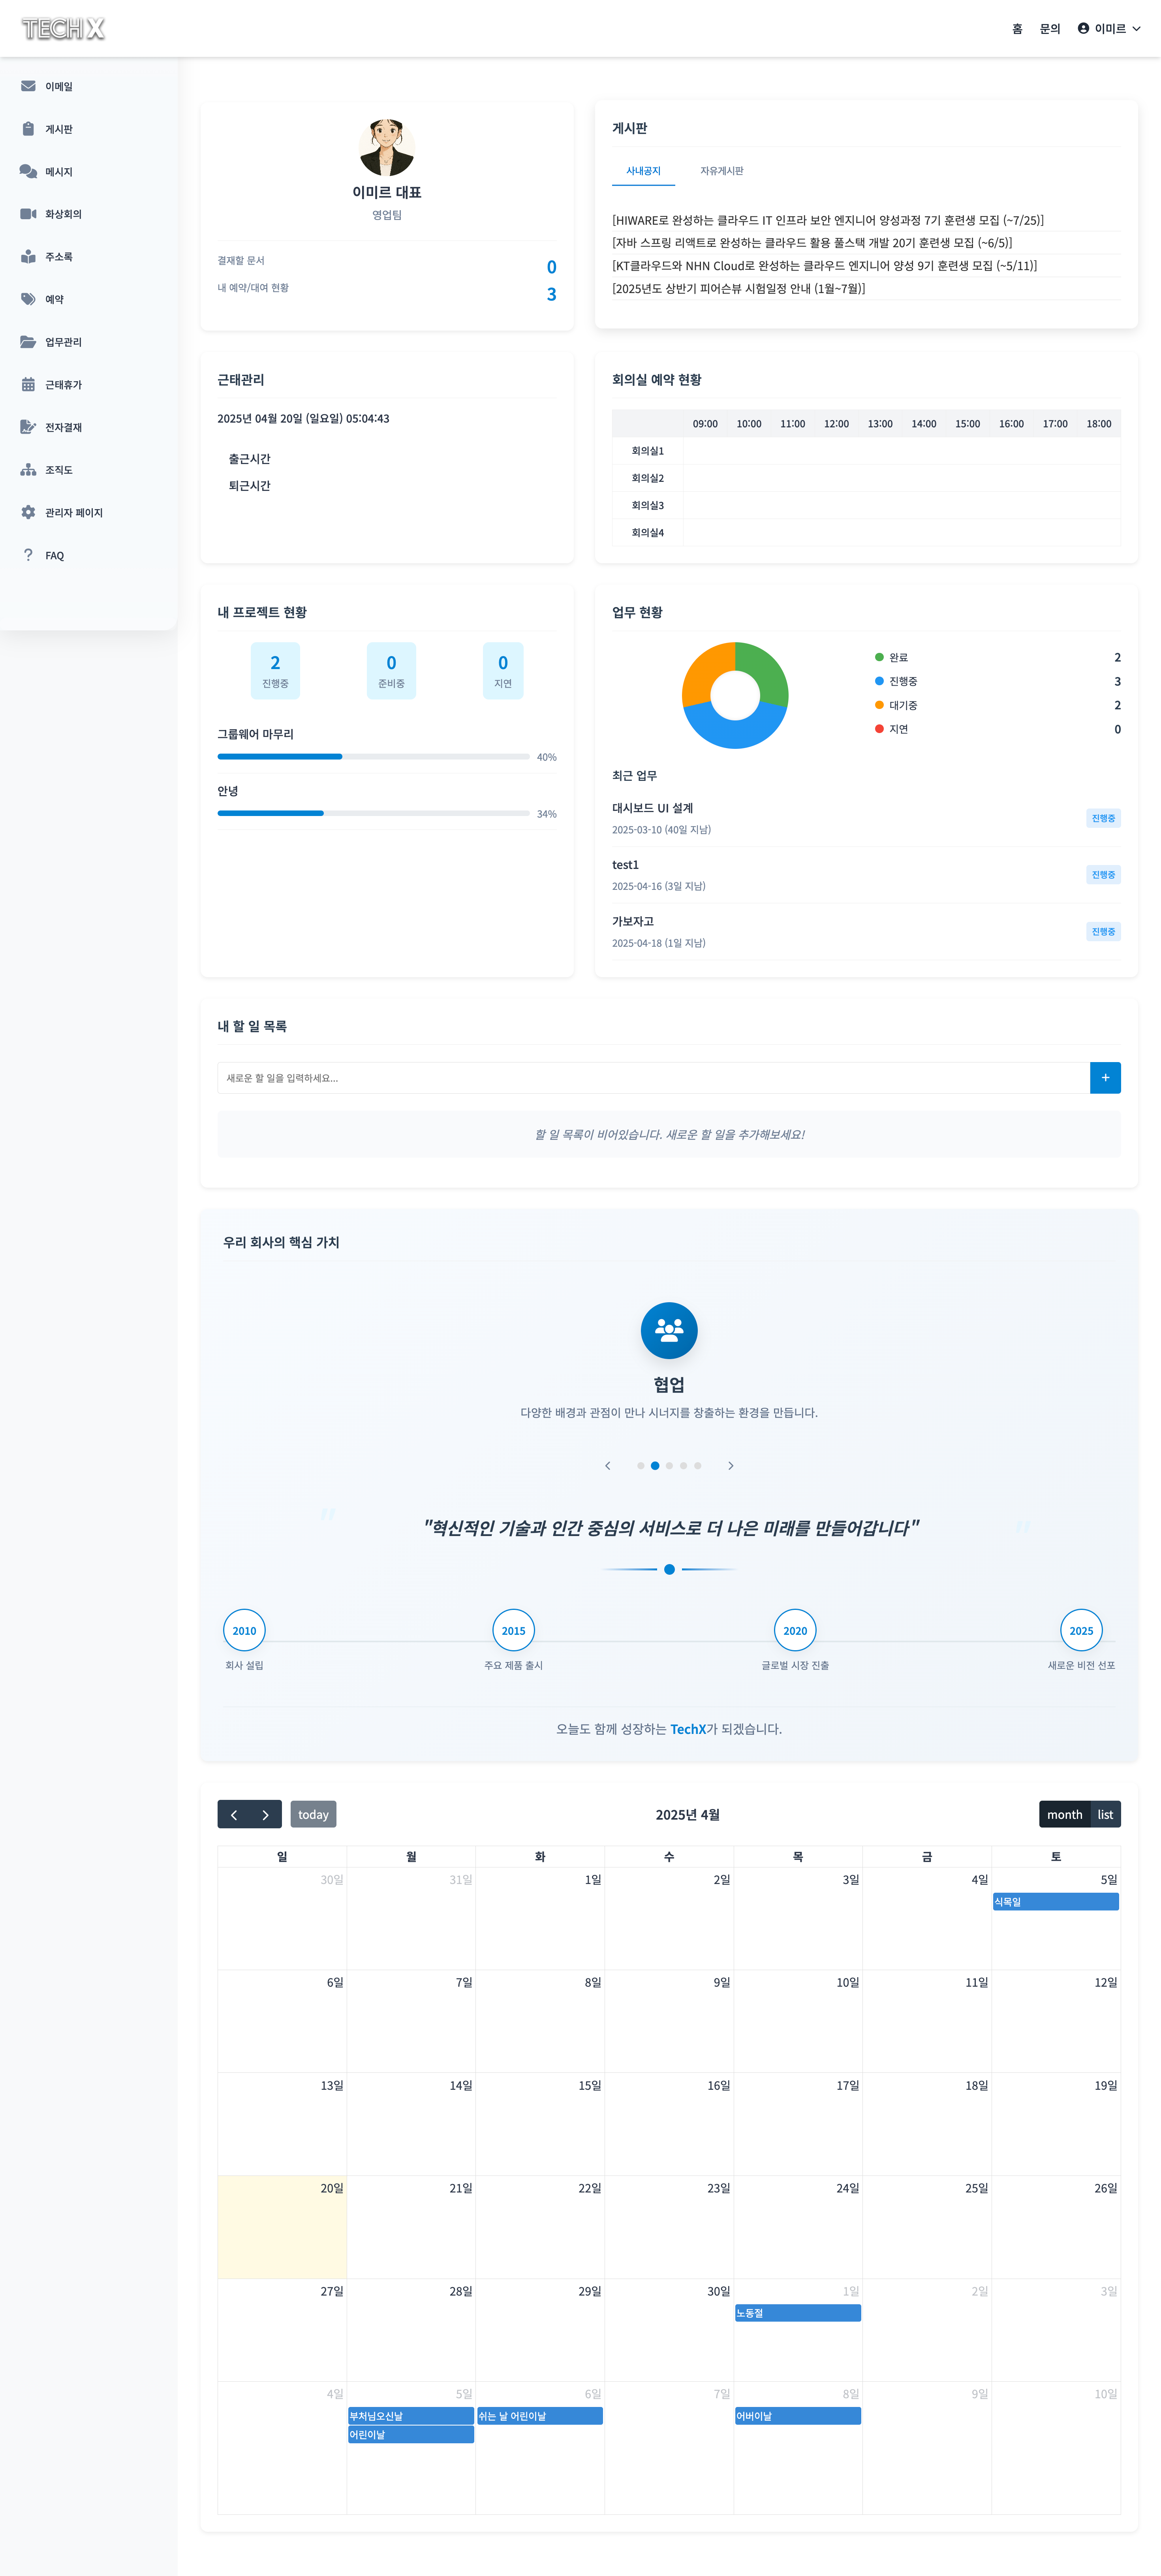 TECH X
홈 문의 이미르
이메일
게시판
메시지
화상회의
주소록
예약
업무관리
근태휴가
전자결재
조직도
관리자 페이지
FAQ
이미르 대표
영업팀
결재할 문서 0
내 예약/대여 현황 3
게시판
사내공지 자유게시판
[HIWARE로 완성하는 클라우드 IT 인프라 보안 엔지니어 양성과정 7기 훈련생 모집 (~7/25)]
[자바 스프링 리액트로 완성하는 클라우드 활용 풀스택 개발 20기 훈련생 모집 (~6/5)]
[KT클라우드와 NHN Cloud로 완성하는 클라우드 엔지니어 양성 9기 훈련생 모집 (~5/11)]
[2025년도 상반기 피어슨뷰 시험일정 안내 (1월~7월)]
근태관리
2025년 04월 20일 (일요일) 05:04:43
출근시간
퇴근시간
회의실 예약 현황
09:00 10:00 11:00 12:00 13:00 14:00 15:00 16:00 17:00 18:00
회의실1
회의실2
회의실3
회의실4
내 프로젝트 현황
2 0 0
진행중 준비중 지연
그룹웨어 마무리
40%
안녕
34%
업무 현황
완료 2
진행중 3
대기중 2
지연 0
최근 업무
대시보드 UI 설계
2025-03-10 (40일 지남)
진행중
test1
2025-04-16 (3일 지남)
진행중
가보자고
2025-04-18 (1일 지남)
진행중
내 할 일 목록
새로운 할 일을 입력하세요... +
할 일 목록이 비어있습니다. 새로운 할 일을 추가해보세요!
우리 회사의 핵심 가치
협업
다양한 배경과 관점이 만나 시너지를 창출하는 환경을 만듭니다.
"혁신적인 기술과 인간 중심의 서비스로 더 나은 미래를 만들어갑니다"
2010 2015 2020 2025
회사 설립 주요 제품 출시 글로벌 시장 진출 새로운 비전 선포
오늘도 함께 성장하는 TechX가 되겠습니다.
today 2025년 4월 month list
일 월 화 수 목 금 토
30일 31일 1일 2일 3일 4일 5일
식목일
6일 7일 8일 9일 10일 11일 12일
13일 14일 15일 16일 17일 18일 19일
20일 21일 22일 23일 24일 25일 26일
27일 28일 29일 30일 1일 2일 3일
노동절
4일 5일 6일 7일 8일 9일 10일
부처님오신날 쉬는 날 어린이날 어버이날
어린이날